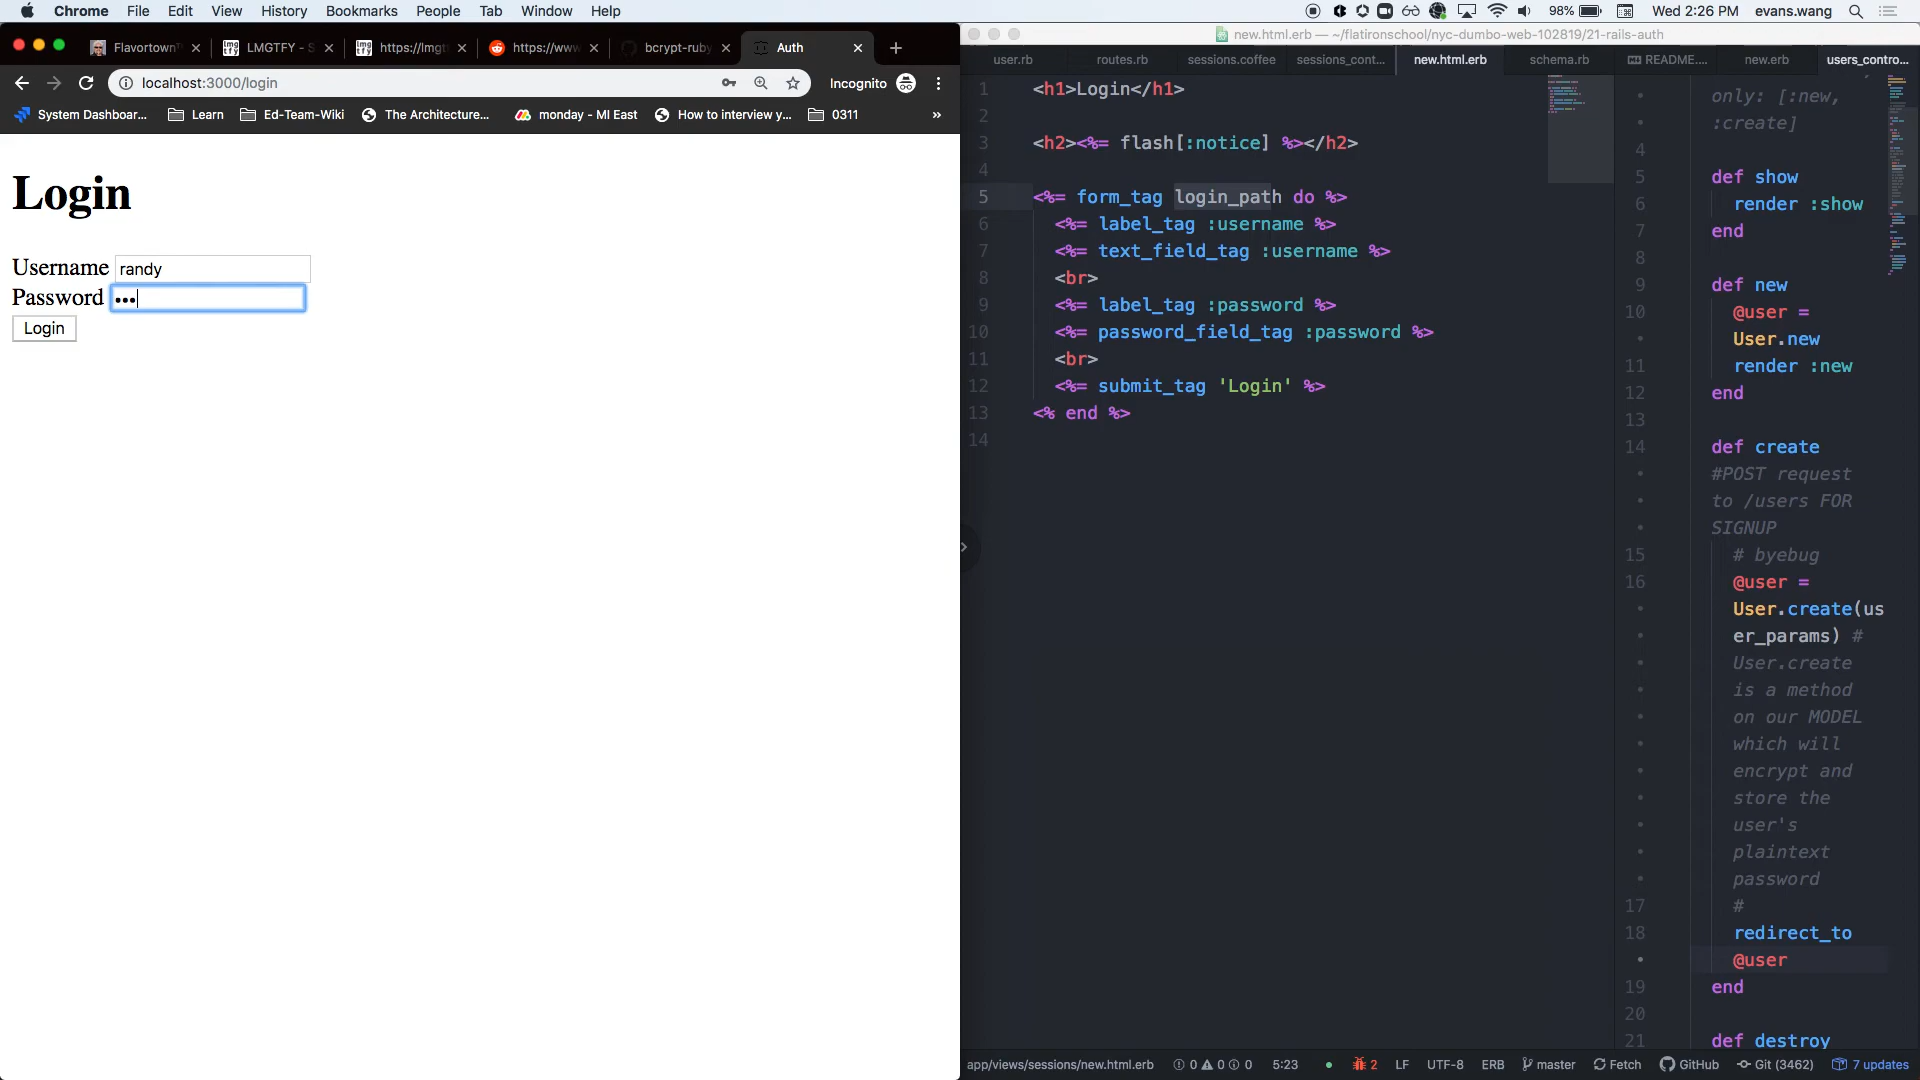 Chrome File Edit View History Bookmarks People Tab Window Help 98% Wed 2:26 PM evans.wang
Flavortown LMGTFY - S https://lmgt https://www bcrypt-ruby Auth
localhost:3000/login Incognito
System Dashboar... Learn Ed-Team-Wiki The Architecture... monday - MI East How to interview y... 0311 »
Login
Username randy
Password •••
Login
new.html.erb — ~/flatironschool/nyc-dumbo-web-102819/21-rails-auth
user.rb routes.rb sessions.coffee sessions_cont... new.html.erb schema.rb README.... new.erb users_contro...
1 <h1>Login</h1>
2
3 <h2><%= flash[:notice] %></h2>
4
5 <%= form_tag login_path do %>
6 <%= label_tag :username %>
7 <%= text_field_tag :username %>
8 <br>
9 <%= label_tag :password %>
10 <%= password_field_tag :password %>
11 <br>
12 <%= submit_tag 'Login' %>
13 <% end %>
14
only: [:new,
:create]
4
5 def show
6 render :show
7 end
8
9 def new
10 @user =
User.new
11 render :new
12 end
13
14 def create
#POST request
to /users FOR
SIGNUP
15 # byebug
16 @user =
User.create(us
er_params) #
User.create
is a method
on our MODEL
which will
encrypt and
store the
user's
plaintext
password
17 #
18 redirect_to
@user
19 end
20
21 def destroy
app/views/sessions/new.html.erb 0 0 0 5:23 2 LF UTF-8 ERB master Fetch GitHub Git (3462) 7 updates